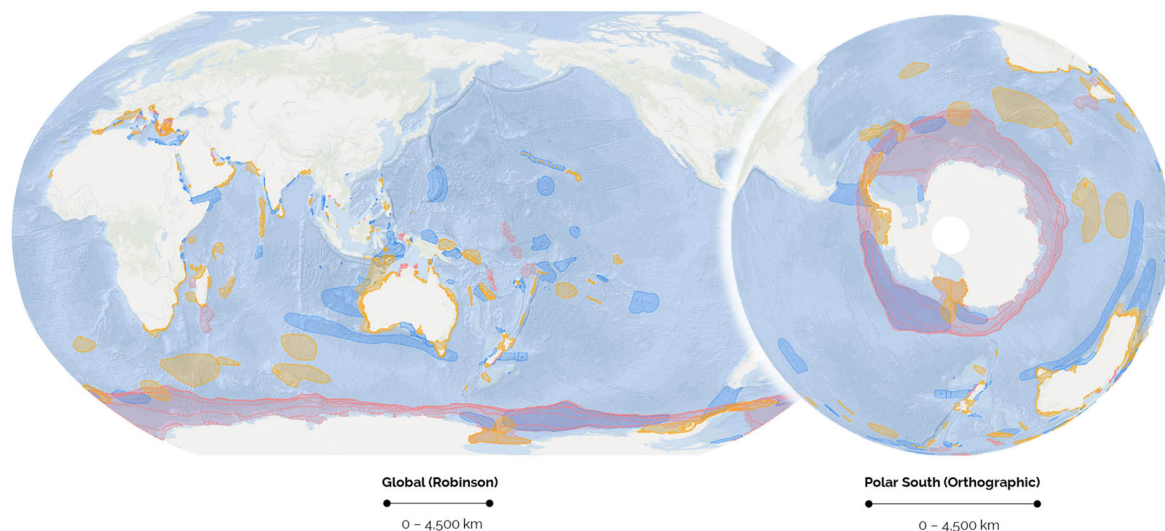 Global (Robinson)
0 – 4,500 km
Polar South (Orthographic)
0 – 4,500 km